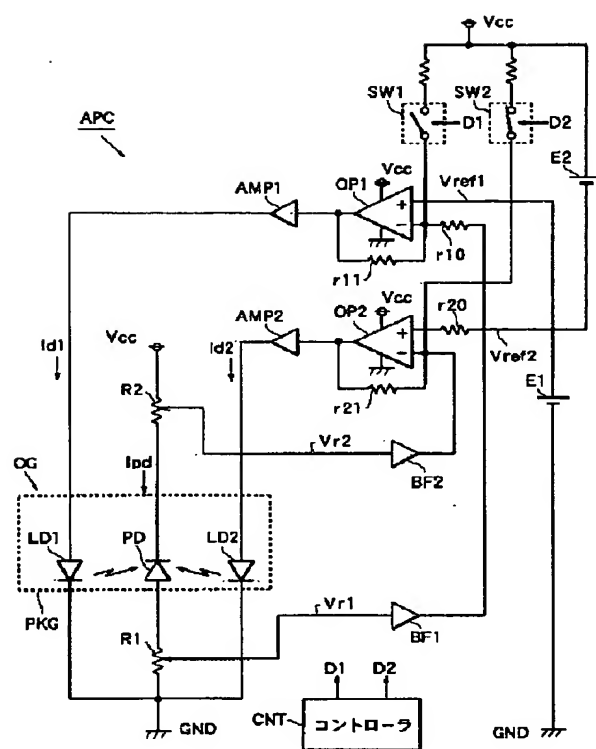 Vcc
SW1
SW2
D1
D2
APC
E2
Vcc
AMP1
OP1
Vref1
r10
r11
Vcc
AMP2
OP2
r20
Vcc
Id1
Id2
Vref2
R2
r21
E1
Vr2
OG
Ipd
BF2
LD1
PD
LD2
PKG
Vr1
R1
BF1
D1
D2
GND
CNT
コントローラ
GND